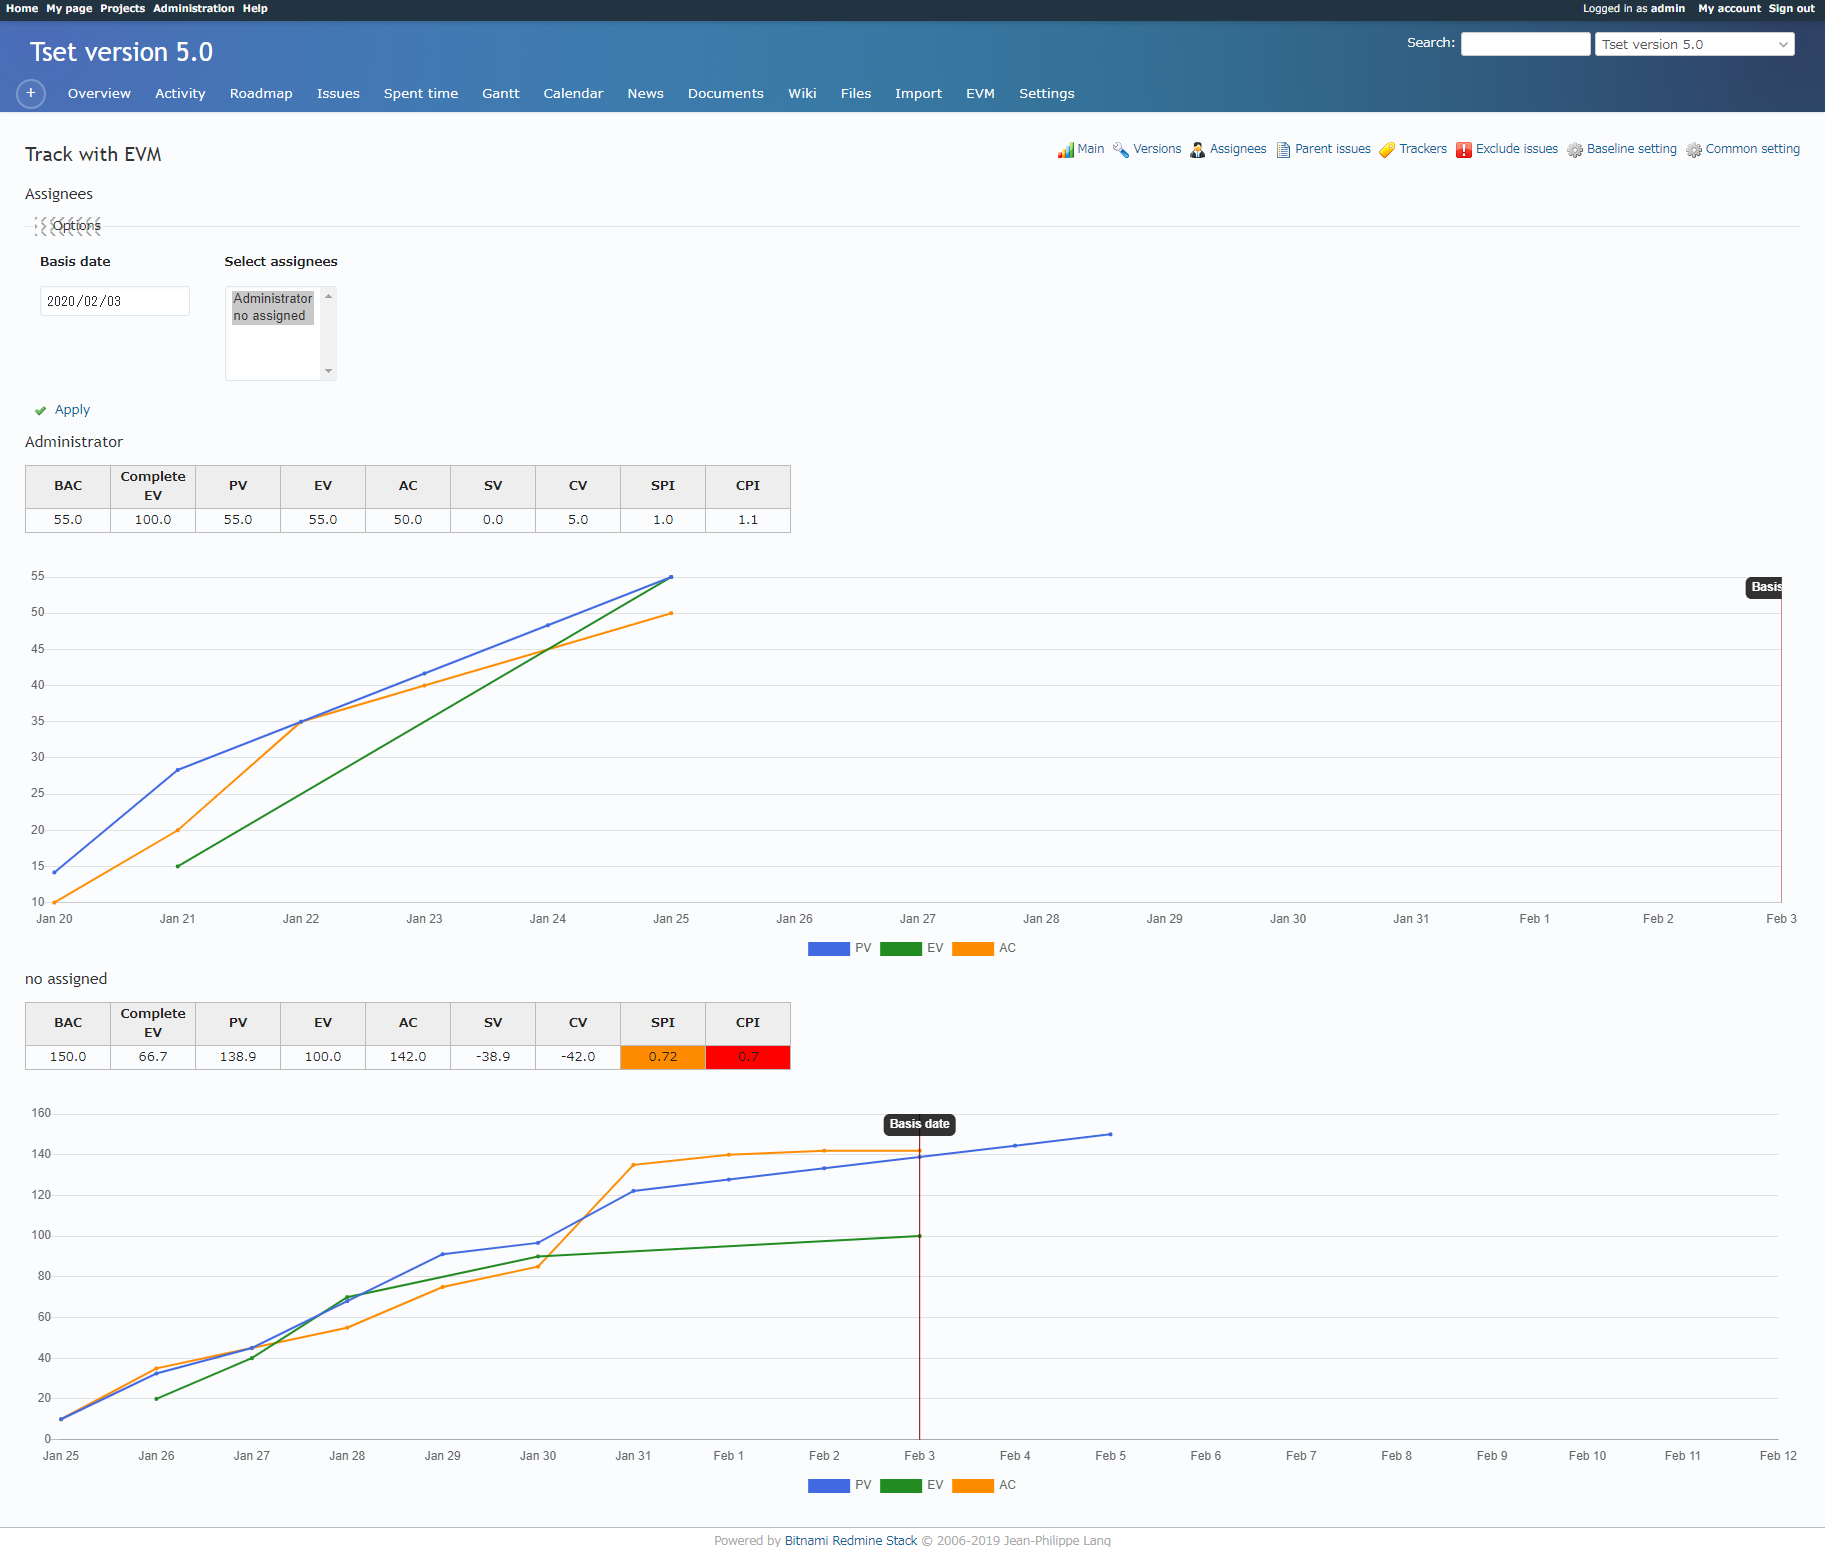 Home My page Projects Administration Help Logged in as admin My account Sign out
Tset version 5.0 Search: Tset version 5.0
+ Overview Activity Roadmap Issues Spent time Gantt Calendar News Documents Wiki Files Import EVM Settings
Track with EVM Main Versions Assignees Parent issues Trackers Exclude issues Baseline setting Common setting
Assignees
Options
Basis date Select assignees
2020/02/03 Administrator
no assigned
Apply
Administrator
BAC Complete EV PV EV AC SV CV SPI CPI
55.0 100.0 55.0 55.0 50.0 0.0 5.0 1.0 1.1
55
Basis
50
45
40
35
30
25
20
15
10
Jan 20 Jan 21 Jan 22 Jan 23 Jan 24 Jan 25 Jan 26 Jan 27 Jan 28 Jan 29 Jan 30 Jan 31 Feb 1 Feb 2 Feb 3
PV EV AC
no assigned
BAC Complete EV PV EV AC SV CV SPI CPI
150.0 66.7 138.9 100.0 142.0 -38.9 -42.0 0.72 0.7
160
Basis date
140
120
100
80
60
40
20
0
Jan 25 Jan 26 Jan 27 Jan 28 Jan 29 Jan 30 Jan 31 Feb 1 Feb 2 Feb 3 Feb 4 Feb 5 Feb 6 Feb 7 Feb 8 Feb 9 Feb 10 Feb 11 Feb 12
PV EV AC
Powered by Bitnami Redmine Stack © 2006-2019 Jean-Philippe Lang